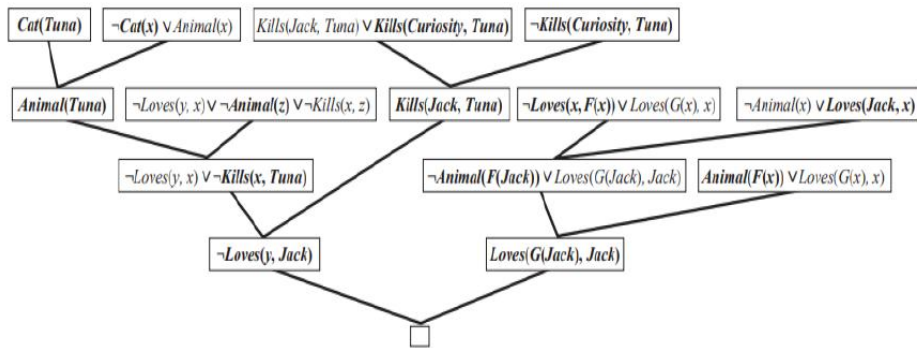 Cat(Tuna) ¬Cat(x) ∨ Animal(x) Kills(Jack, Tuna) ∨ Kills(Curiosity, Tuna) ¬Kills(Curiosity, Tuna)
Animal(Tuna) ¬Loves(y, x) ∨ ¬Animal(z) ∨ ¬Kills(x, z) Kills(Jack, Tuna) ¬Loves(x, F(x)) ∨ Loves(G(x), x) ¬Animal(x) ∨ Loves(Jack, x)
¬Loves(y, x) ∨ ¬Kills(x, Tuna) ¬Animal(F(Jack)) ∨ Loves(G(Jack), Jack) Animal(F(x)) ∨ Loves(G(x), x)
¬Loves(y, Jack) Loves(G(Jack), Jack)